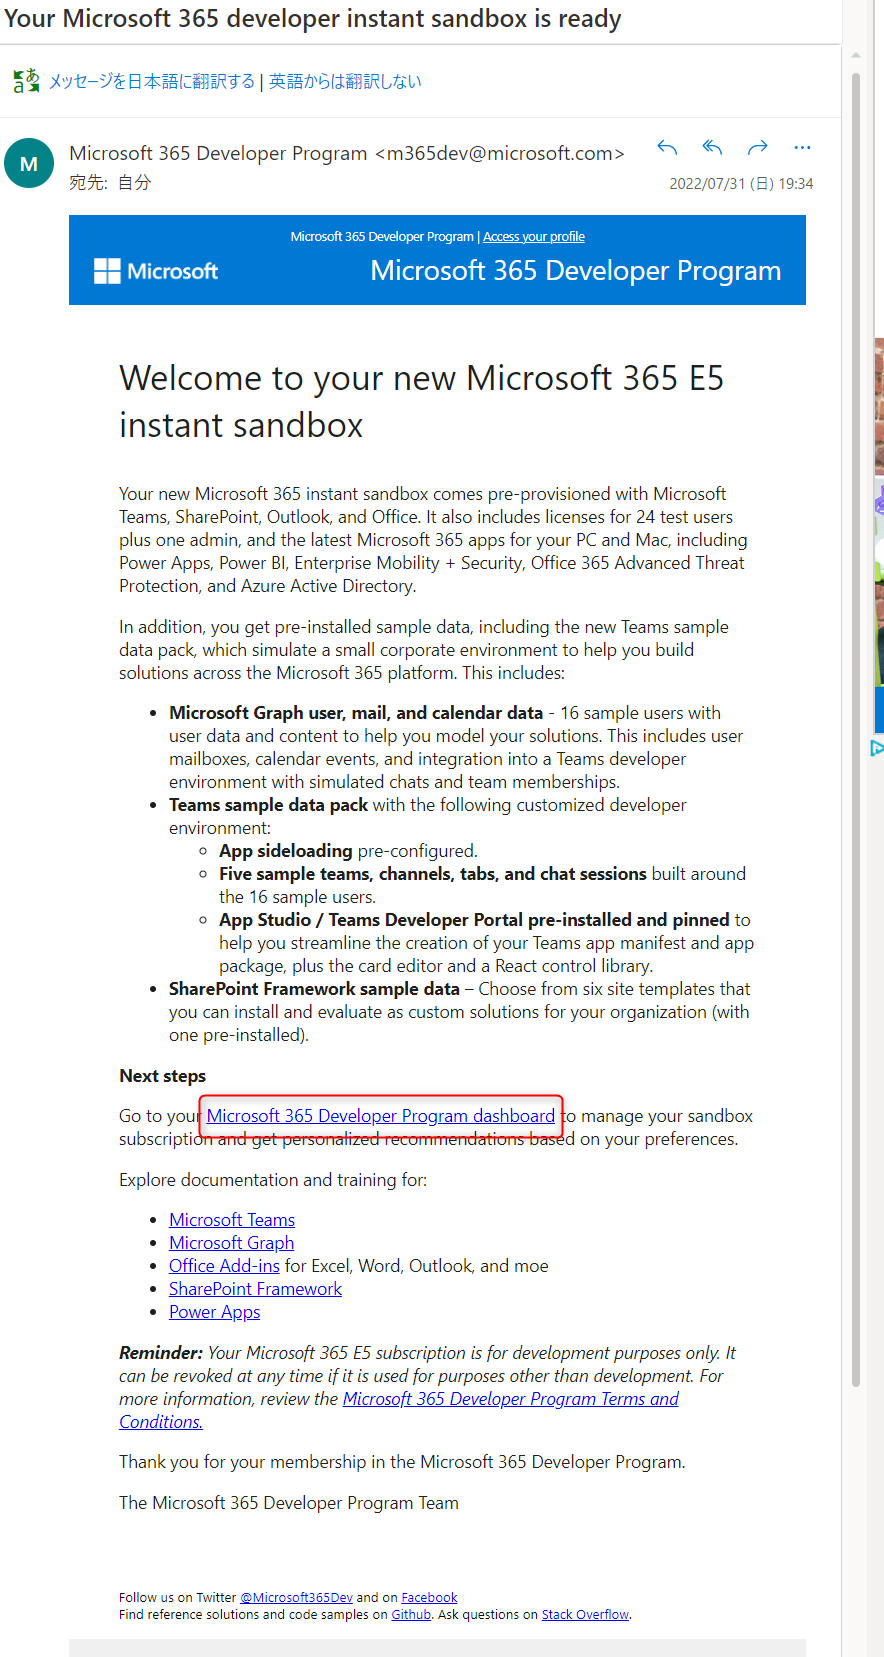 Your Microsoft 365 developer instant sandbox is ready
メッセージを日本語に翻訳する | 英語からは翻訳しない
M
Microsoft 365 Developer Program <m365dev@microsoft.com>
宛先: 自分
2022/07/31 (日) 19:34
Microsoft 365 Developer Program | Access your profile
Microsoft
Microsoft 365 Developer Program
Welcome to your new Microsoft 365 E5
instant sandbox
Your new Microsoft 365 instant sandbox comes pre-provisioned with Microsoft
Teams, SharePoint, Outlook, and Office. It also includes licenses for 24 test users
plus one admin, and the latest Microsoft 365 apps for your PC and Mac, including
Power Apps, Power BI, Enterprise Mobility + Security, Office 365 Advanced Threat
Protection, and Azure Active Directory.
In addition, you get pre-installed sample data, including the new Teams sample
data pack, which simulate a small corporate environment to help you build
solutions across the Microsoft 365 platform. This includes:
• Microsoft Graph user, mail, and calendar data - 16 sample users with
user data and content to help you model your solutions. This includes user
mailboxes, calendar events, and integration into a Teams developer
environment with simulated chats and team memberships.
• Teams sample data pack with the following customized developer
environment:
○ App sideloading pre-configured.
○ Five sample teams, channels, tabs, and chat sessions built around
the 16 sample users.
○ App Studio / Teams Developer Portal pre-installed and pinned to
help you streamline the creation of your Teams app manifest and app
package, plus the card editor and a React control library.
• SharePoint Framework sample data – Choose from six site templates that
you can install and evaluate as custom solutions for your organization (with
one pre-installed).
Next steps
Go to your Microsoft 365 Developer Program dashboard to manage your sandbox
subscription and get personalized recommendations based on your preferences.
Explore documentation and training for:
• Microsoft Teams
• Microsoft Graph
• Office Add-ins for Excel, Word, Outlook, and moe
• SharePoint Framework
• Power Apps
Reminder: Your Microsoft 365 E5 subscription is for development purposes only. It
can be revoked at any time if it is used for purposes other than development. For
more information, review the Microsoft 365 Developer Program Terms and
Conditions.
Thank you for your membership in the Microsoft 365 Developer Program.
The Microsoft 365 Developer Program Team
Follow us on Twitter @Microsoft365Dev and on Facebook
Find reference solutions and code samples on Github. Ask questions on Stack Overflow.